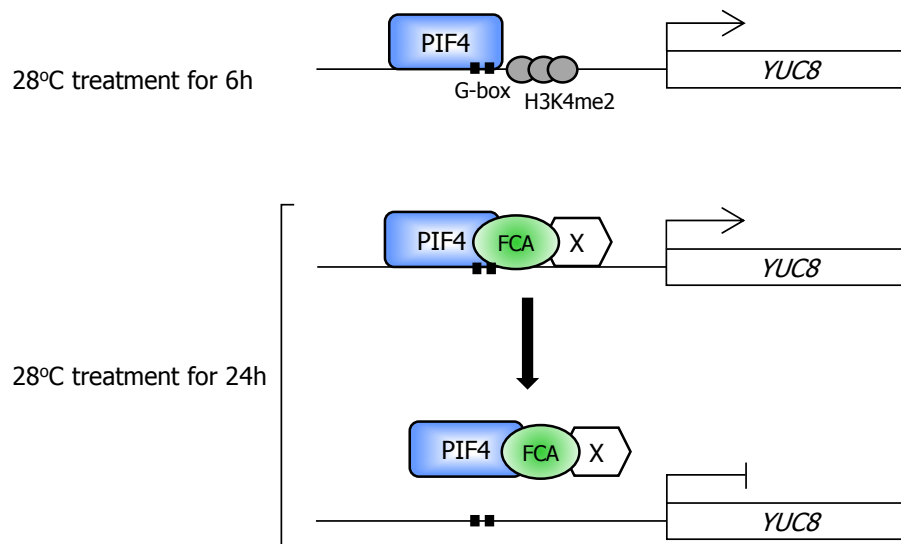 PIF4
28°C treatment for 6h
G-box
H3K4me2
YUC8
PIF4
FCA
X
YUC8
28°C treatment for 24h
PIF4
FCA
X
YUC8